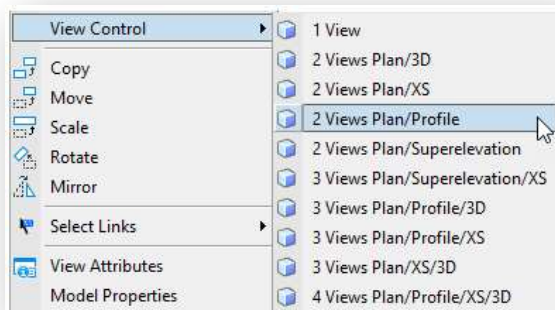 View Control
Copy
Move
Scale
Rotate
Mirror
Select Links
View Attributes
Model Properties
1 View
2 Views Plan/3D
2 Views Plan/XS
2 Views Plan/Profile
2 Views Plan/Superelevation
3 Views Plan/Superelevation/XS
3 Views Plan/Profile/3D
3 Views Plan/Profile/XS
3 Views Plan/XS/3D
4 Views Plan/Profile/XS/3D